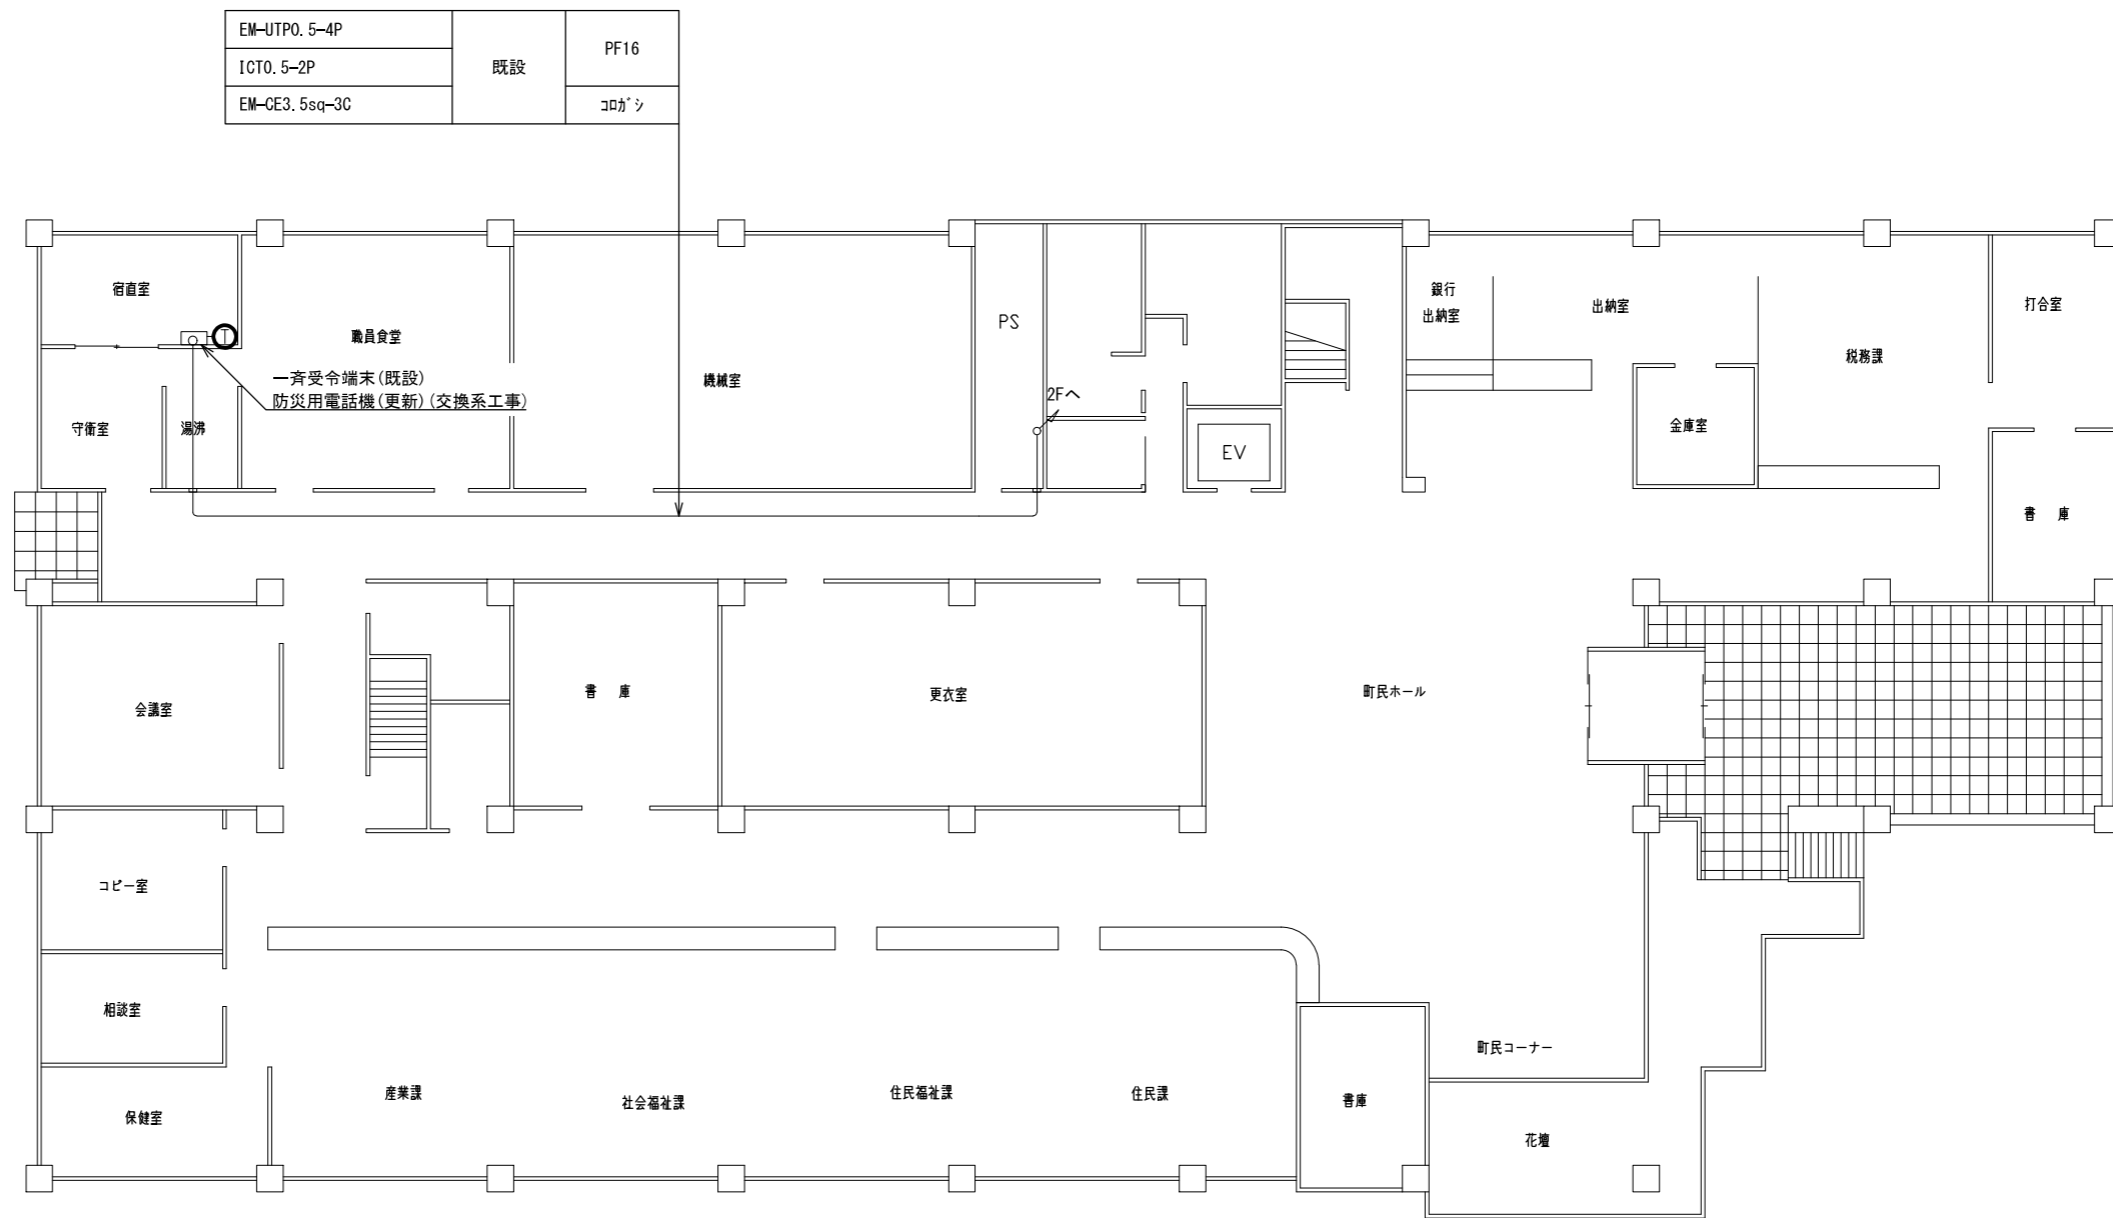 EM-UTP0.5-4P
ICT0.5-2P
EM-CE3.5sq-3C
既設
PF16
コロガシ
宿直室
T
職員食堂
機械室
PS
銀行
出納室
出納室
打合室
税務課
一斉受令端末(既設)
防災用電話機(更新)(交換系工事)
2Fへ
守衛室
湯沸
EV
金庫室
書 庫
会議室
書 庫
更衣室
町民ホール
コピー室
相談室
町民コーナー
保健室
産業課
社会福祉課
住民福祉課
住民課
書庫
花壇